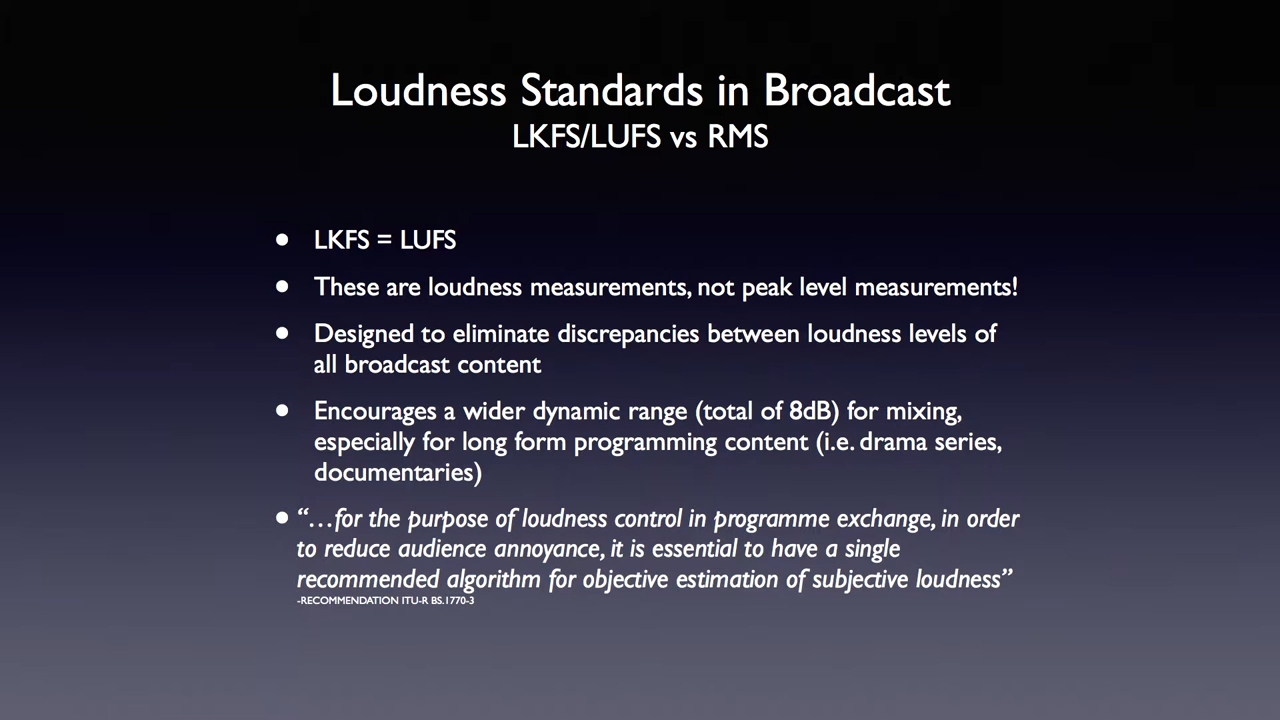 Loudness Standards in Broadcast
LKFS/LUFS vs RMS
• LKFS = LUFS
• These are loudness measurements, not peak level measurements!
• Designed to eliminate discrepancies between loudness levels of
all broadcast content
• Encourages a wider dynamic range (total of 8dB) for mixing,
especially for long form programming content (i.e. drama series,
documentaries)
• “…for the purpose of loudness control in programme exchange, in order
to reduce audience annoyance, it is essential to have a single
recommended algorithm for objective estimation of subjective loudness”
-RECOMMENDATION ITU-R BS.1770-3